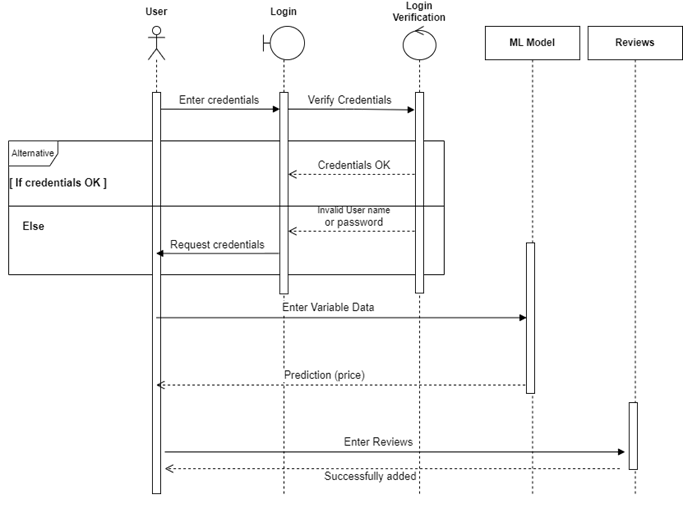 User
Login
Login
Verification
ML Model
Reviews
Enter credentials
Verify Credentials
Alternative
Credentials OK
[ If credentials OK ]
Invalid User name
or password
Else
Request credentials
Enter Variable Data
Prediction (price)
Enter Reviews
Successfully added